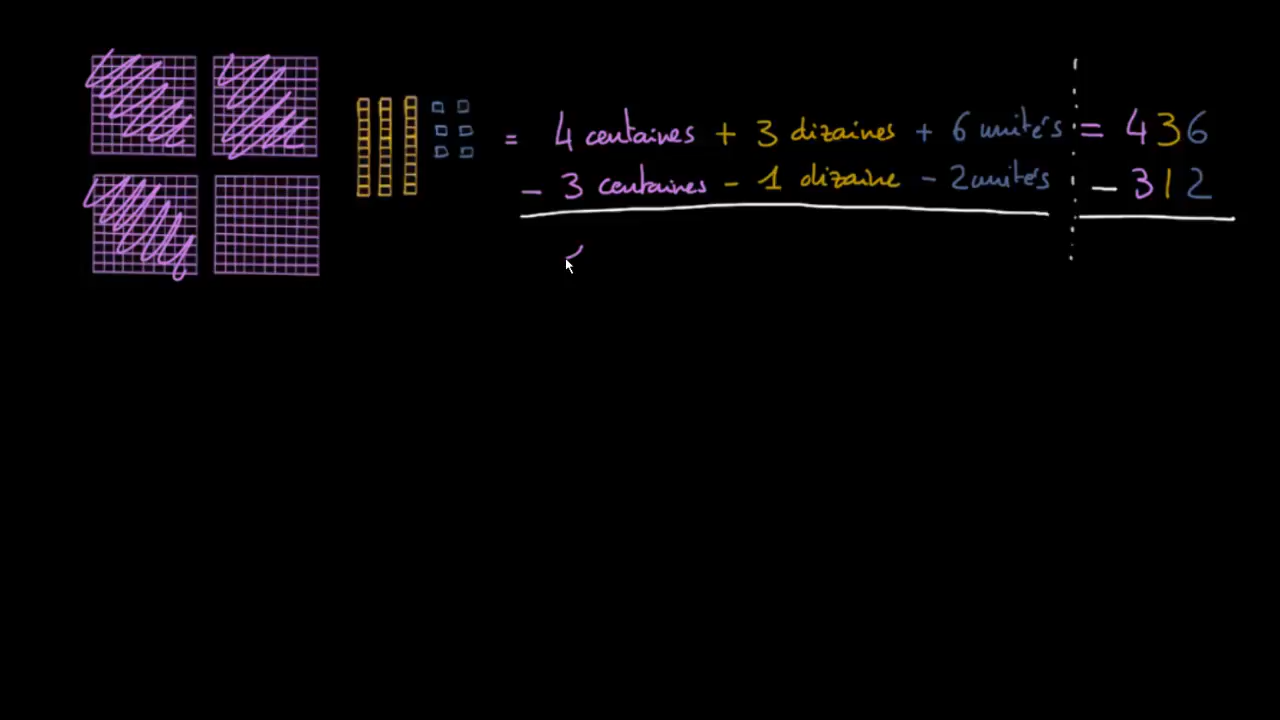 = 4 centaines + 3 dizaines + 6 unités = 436
- 3 centaines - 1 dizaine - 2 unités - 312